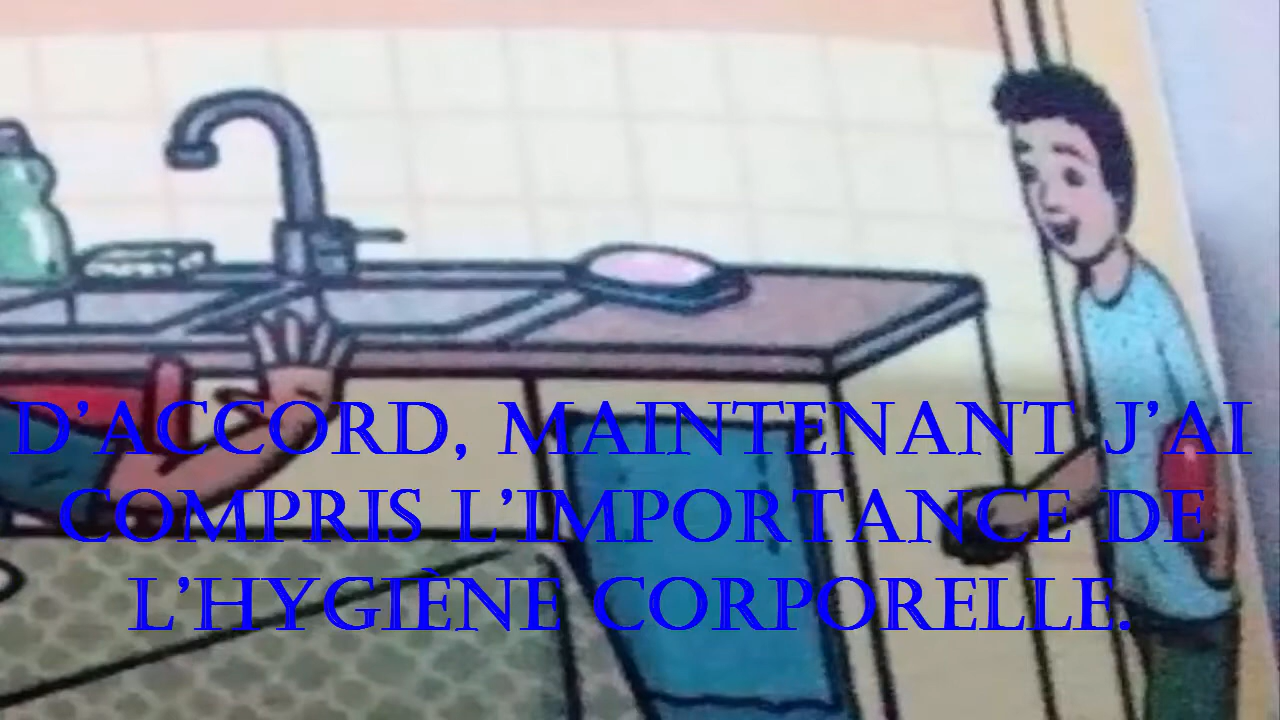 D'ACCORD, MAINTENANT J'AI
COMPRIS L'IMPORTANCE DE
L'HYGIÈNE CORPORELLE.